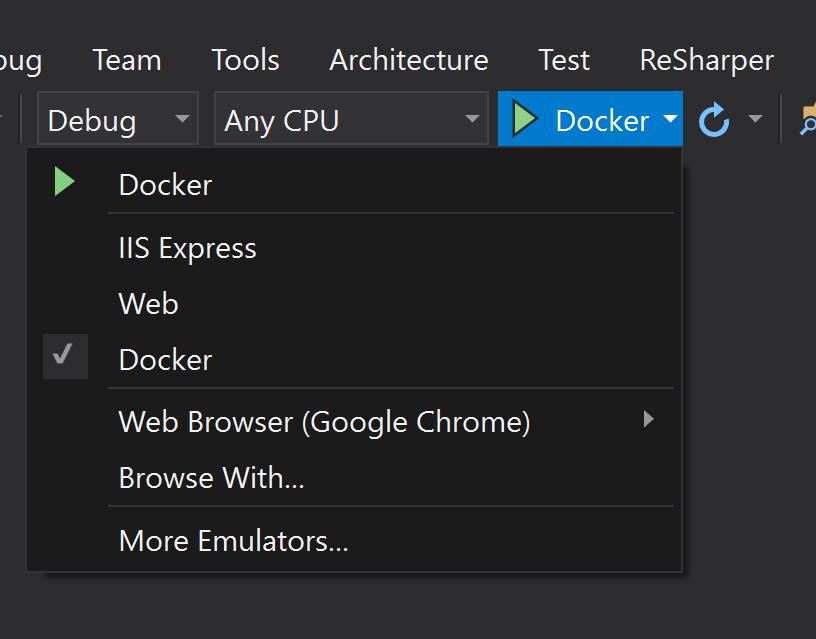 bug Team Tools Architecture Test ReSharper
Debug Any CPU Docker
Docker
IIS Express
Web
Docker
Web Browser (Google Chrome)
Browse With...
More Emulators...